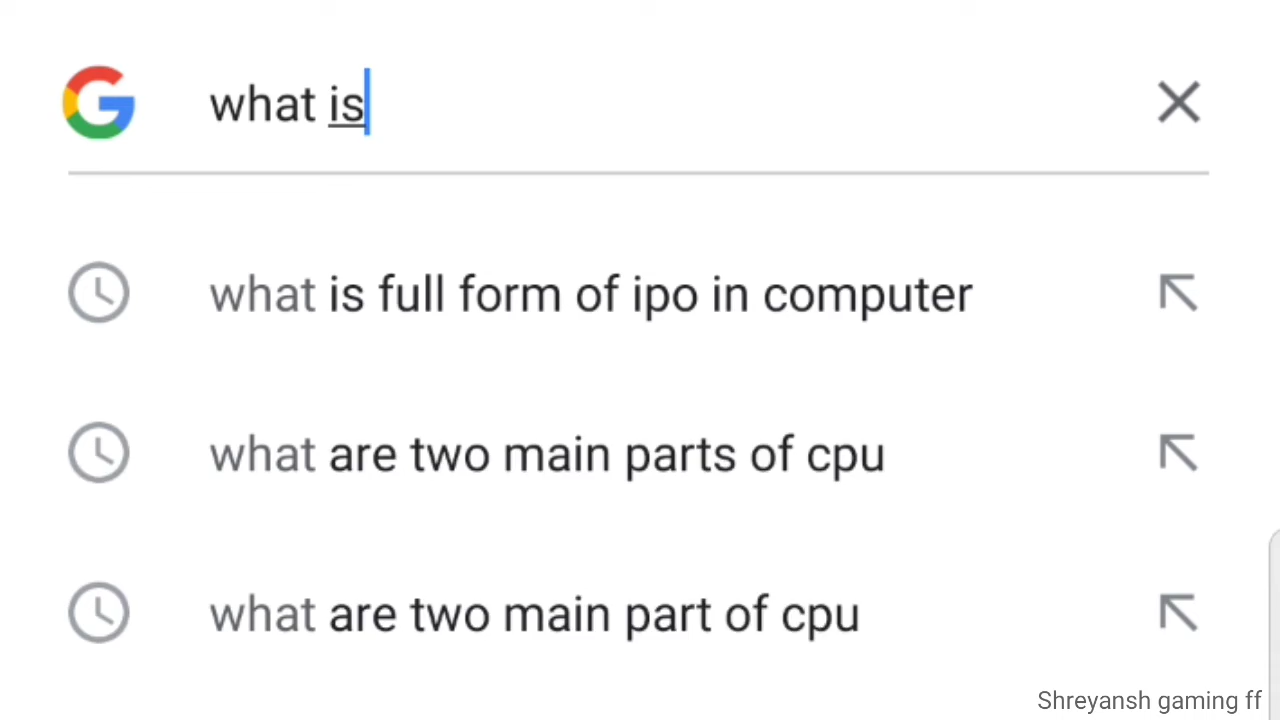 what is
what is full form of ipo in computer
what are two main parts of cpu
what are two main part of cpu
Shreyansh gaming ff